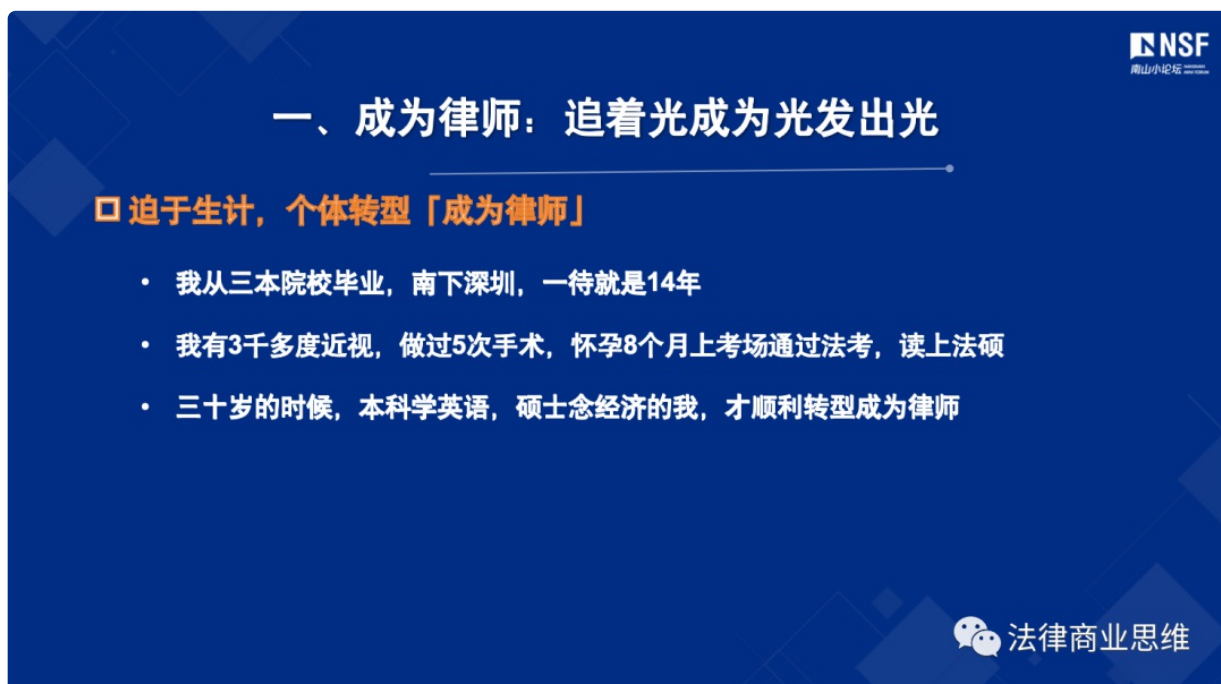 NSF
南山小论坛
一、成为律师：追着光成为光发出光
迫于生计，个体转型「成为律师」
• 我从三本院校毕业，南下深圳，一待就是14年
• 我有3千多度近视，做过5次手术，怀孕8个月上考场通过法考，读上法硕
• 三十岁的时候，本科学英语，硕士念经济的我，才顺利转型成为律师
法律商业思维